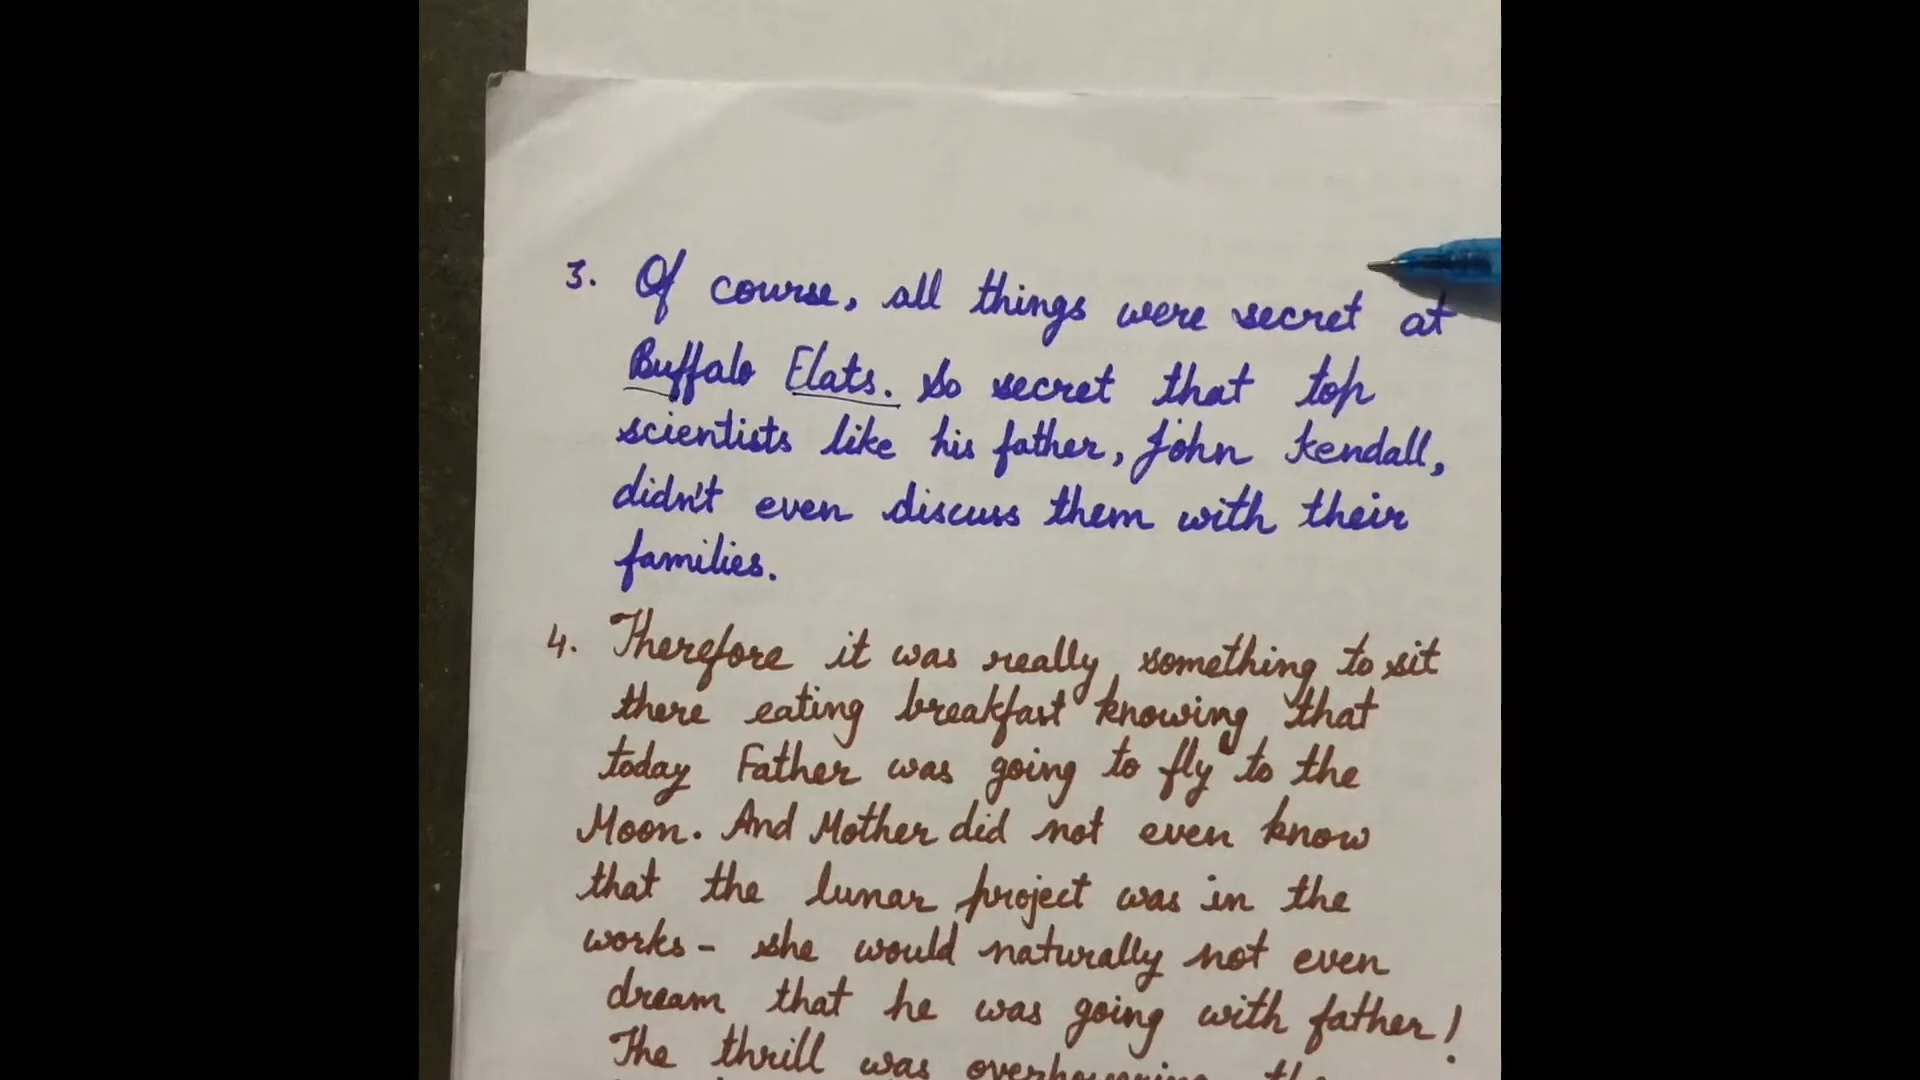 3. Of course, all things were secret at
Buffalo Flats. So secret that top
scientists like his father, John Kendall,
didn't even discuss them with their
families.
4. Therefore it was really something to sit
there eating breakfast knowing that
today Father was going to fly to the
Moon. And Mother did not even know
that the lunar project was in the
works - she would naturally not even
dream that he was going with father!
The thrill was overpowering